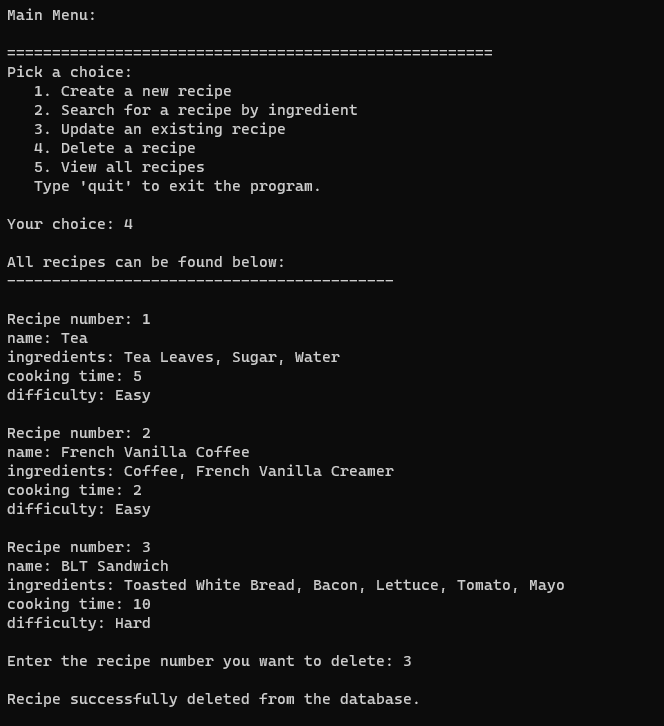 Main Menu:
======================================================
Pick a choice:
   1. Create a new recipe
   2. Search for a recipe by ingredient
   3. Update an existing recipe
   4. Delete a recipe
   5. View all recipes
   Type 'quit' to exit the program.
Your choice: 4
All recipes can be found below:
-------------------------------------------
Recipe number: 1
name: Tea
ingredients: Tea Leaves, Sugar, Water
cooking time: 5
difficulty: Easy
Recipe number: 2
name: French Vanilla Coffee
ingredients: Coffee, French Vanilla Creamer
cooking time: 2
difficulty: Easy
Recipe number: 3
name: BLT Sandwich
ingredients: Toasted White Bread, Bacon, Lettuce, Tomato, Mayo
cooking time: 10
difficulty: Hard
Enter the recipe number you want to delete: 3
Recipe successfully deleted from the database.